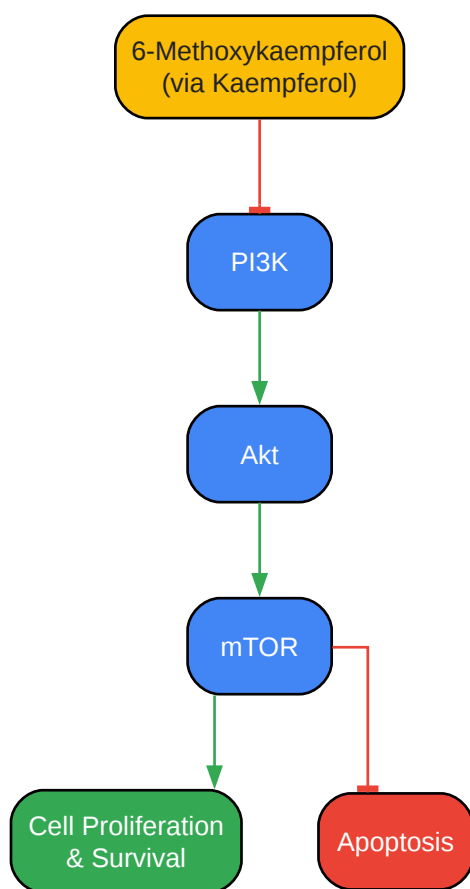 6-Methoxykaempferol
(via Kaempferol)
PI3K
Akt
mTOR
Cell Proliferation
& Survival
Apoptosis